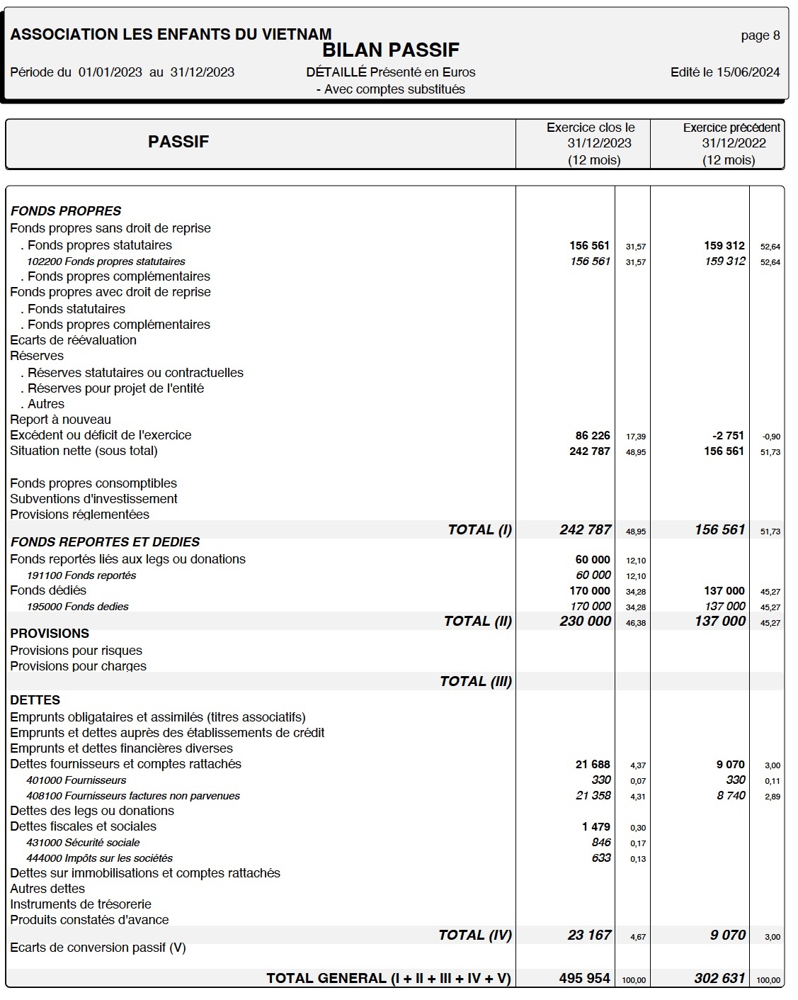 ASSOCIATION LES ENFANTS DU VIETNAM
page 8
BILAN PASSIF
Période du 01/01/2023 au 31/12/2023
DÉTAILLÉ Présenté en Euros
Edité le 15/06/2024
- Avec comptes substitués
PASSIF
Exercice clos le
31/12/2023
(12 mois)
Exercice précédent
31/12/2022
(12 mois)
FONDS PROPRES
Fonds propres sans droit de reprise
. Fonds propres statutaires 156 561 31,57 159 312 52,64
102200 Fonds propres statutaires 156 561 31,57 159 312 52,64
. Fonds propres complémentaires
Fonds propres avec droit de reprise
. Fonds statutaires
. Fonds propres complémentaires
Ecarts de réévaluation
Réserves
. Réserves statutaires ou contractuelles
. Réserves pour projet de l'entité
. Autres
Report à nouveau
Excédent ou déficit de l'exercice 86 226 17,39 -2 751 -0,90
Situation nette (sous total) 242 787 48,95 156 561 51,73
Fonds propres consomptibles
Subventions d'investissement
Provisions réglementées
TOTAL (I) 242 787 48,95 156 561 51,73
FONDS REPORTES ET DEDIES
Fonds reportés liés aux legs ou donations 60 000 12,10
191100 Fonds reportés 60 000 12,10
Fonds dédiés 170 000 34,28 137 000 45,27
195000 Fonds dedies 170 000 34,28 137 000 45,27
TOTAL (II) 230 000 46,38 137 000 45,27
PROVISIONS
Provisions pour risques
Provisions pour charges
TOTAL (III)
DETTES
Emprunts obligataires et assimilés (titres associatifs)
Emprunts et dettes auprès des établissements de crédit
Emprunts et dettes financières diverses
Dettes fournisseurs et comptes rattachés 21 688 4,37 9 070 3,00
401000 Fournisseurs 330 0,07 330 0,11
408100 Fournisseurs factures non parvenues 21 358 4,31 8 740 2,89
Dettes des legs ou donations
Dettes fiscales et sociales 1 479 0,30
431000 Sécurité sociale 846 0,17
444000 Impôts sur les sociétés 633 0,13
Dettes sur immobilisations et comptes rattachés
Autres dettes
Instruments de trésorerie
Produits constatés d'avance
TOTAL (IV) 23 167 4,67 9 070 3,00
Ecarts de conversion passif (V)
TOTAL GENERAL (I + II + III + IV + V) 495 954 100,00 302 631 100,00